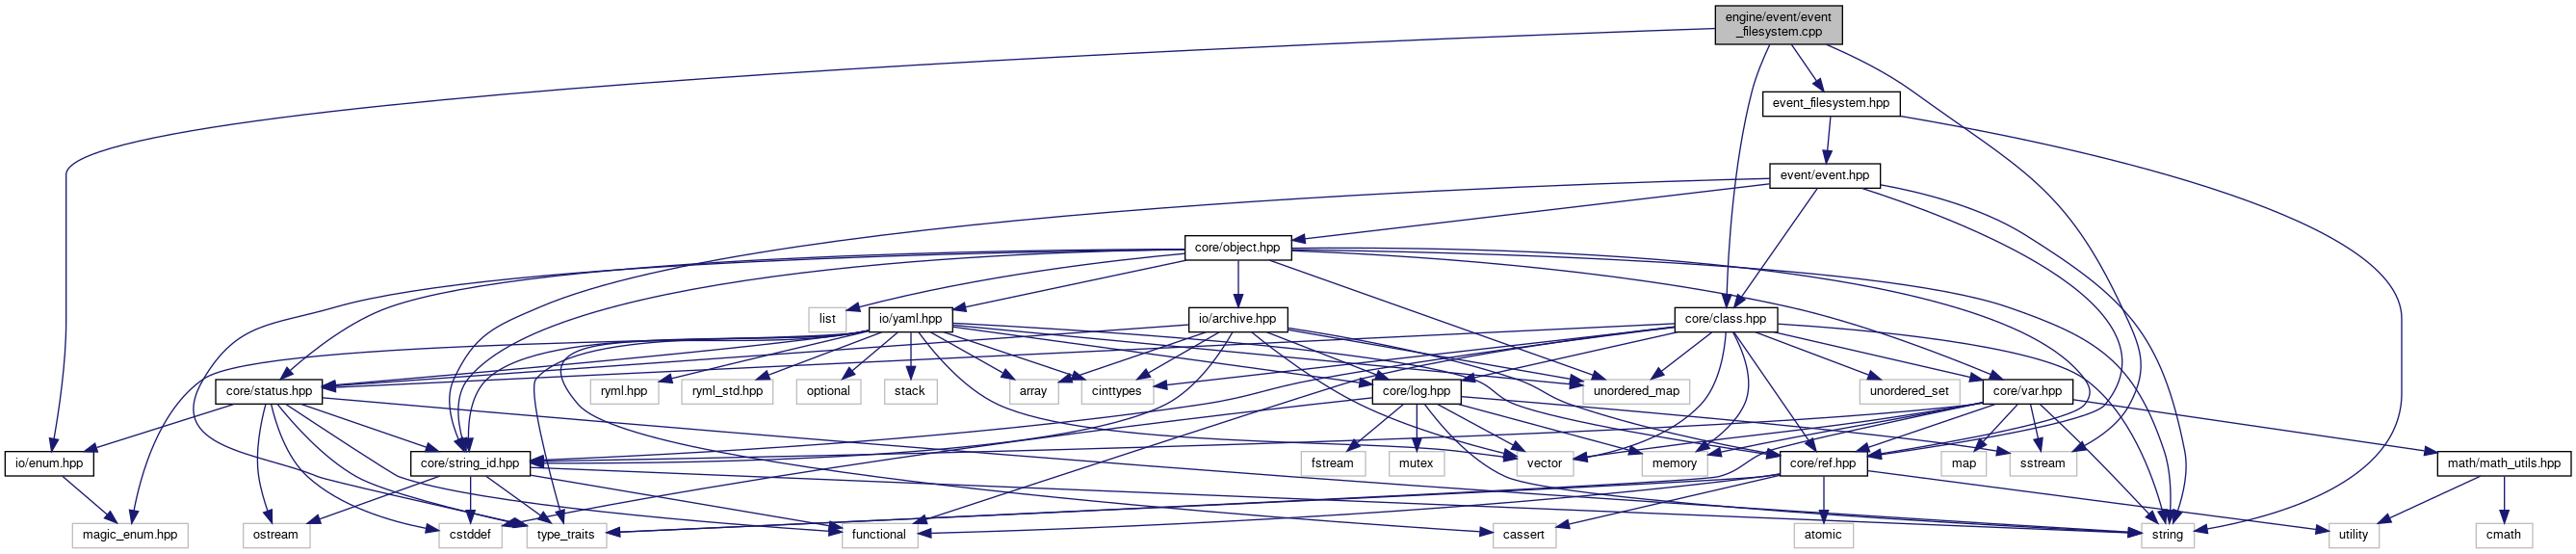 engine/event/event
_filesystem.cpp
event_filesystem.hpp
event/event.hpp
core/object.hpp
list
io/yaml.hpp
io/archive.hpp
core/class.hpp
core/status.hpp
ryml.hpp
ryml_std.hpp
optional
stack
array
cinttypes
core/log.hpp
unordered_map
unordered_set
core/var.hpp
io/enum.hpp
core/string_id.hpp
fstream
mutex
vector
memory
core/ref.hpp
map
sstream
math/math_utils.hpp
magic_enum.hpp
ostream
cstddef
type_traits
functional
cassert
atomic
string
utility
cmath